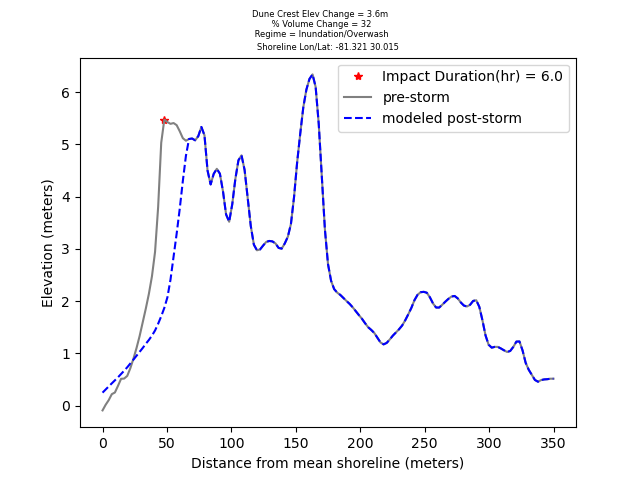 Dune Crest Elev Change = 3.6m
% Volume Change = 32
Regime = Inundation/Overwash
Shoreline Lon/Lat: -81.321 30.015
Impact Duration(hr) = 6.0
pre-storm
modeled post-storm
Elevation (meters)
6
5
4
3
2
1
0
0 50 100 150 200 250 300 350
Distance from mean shoreline (meters)